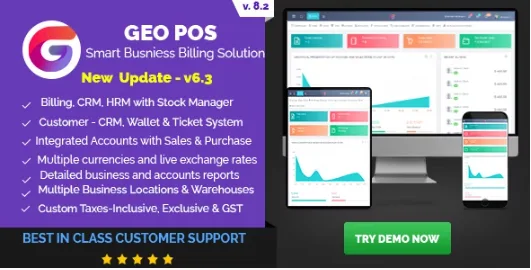 v. 8.2
GEO POS
Smart Busniess Billing Solution
New Update - v6.3
Billing, CRM, HRM with Stock Manager
Customer - CRM, Wallet & Ticket System
Integrated Accounts with Sales & Purchase
Multiple currencies and live exchange rates
Detailed business and accounts reports
Multiple Business Locations & Warehouses
Custom Taxes-Inclusive, Exclusive & GST
BEST IN CLASS CUSTOMER SUPPORT
TRY DEMO NOW